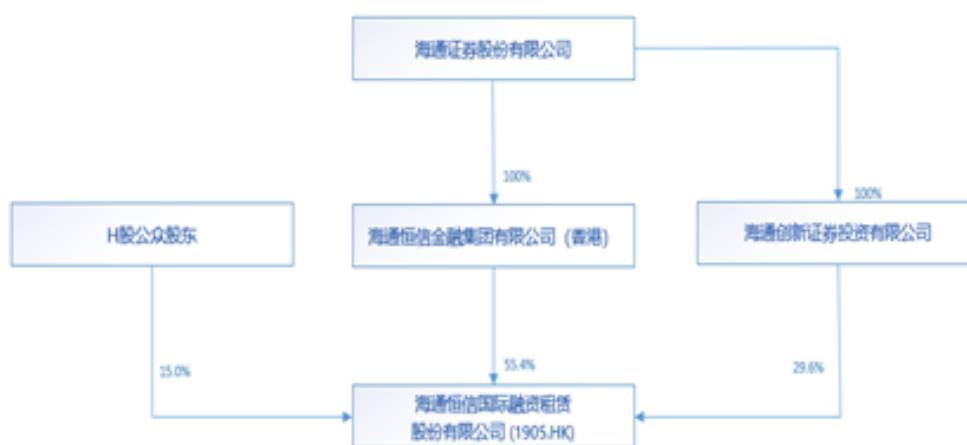 海通证券股份有限公司
100%
100%
H股公众股东
海通恒信金融集团有限公司（香港）
海通创新证券投资有限公司
15.0%
55.4%
29.6%
海通恒信国际融资租赁
股份有限公司 (1905.HK)